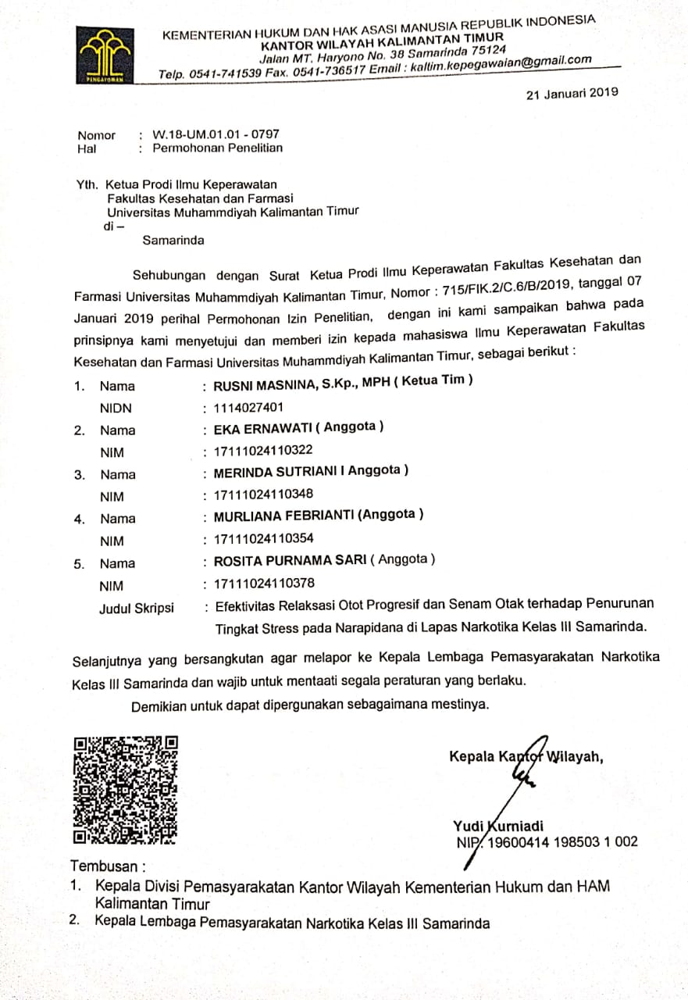 PENGAYOMAN
KEMENTERIAN HUKUM DAN HAK ASASI MANUSIA REPUBLIK INDONESIA
KANTOR WILAYAH KALIMANTAN TIMUR
Jalan MT. Haryono No. 38 Samarinda 75124
Telp. 0541-741539 Fax. 0541-736517 Email : kaltim.kepegawaian@gmail.com
21 Januari 2019
Nomor : W.18-UM.01.01 - 0797
Hal : Permohonan Penelitian
Yth. Ketua Prodi Ilmu Keperawatan
Fakultas Kesehatan dan Farmasi
Universitas Muhammdiyah Kalimantan Timur
di –
Samarinda
Sehubungan dengan Surat Ketua Prodi Ilmu Keperawatan Fakultas Kesehatan dan
Farmasi Universitas Muhammdiyah Kalimantan Timur, Nomor : 715/FIK.2/C.6/B/2019, tanggal 07
Januari 2019 perihal Permohonan Izin Penelitian, dengan ini kami sampaikan bahwa pada
prinsipnya kami menyetujui dan memberi izin kepada mahasiswa Ilmu Keperawatan Fakultas
Kesehatan dan Farmasi Universitas Muhammdiyah Kalimantan Timur, sebagai berikut :
1. Nama : RUSNI MASNINA, S.Kp., MPH ( Ketua Tim )
NIDN : 1114027401
2. Nama : EKA ERNAWATI ( Anggota )
NIM : 17111024110322
3. Nama : MERINDA SUTRIANI I Anggota )
NIM : 17111024110348
4. Nama : MURLIANA FEBRIANTI (Anggota )
NIM : 17111024110354
5. Nama : ROSITA PURNAMA SARI ( Anggota )
NIM : 17111024110378
Judul Skripsi : Efektivitas Relaksasi Otot Progresif dan Senam Otak terhadap Penurunan
Tingkat Stress pada Narapidana di Lapas Narkotika Kelas III Samarinda.
Selanjutnya yang bersangkutan agar melapor ke Kepala Lembaga Pemasyarakatan Narkotika
Kelas III Samarinda dan wajib untuk mentaati segala peraturan yang berlaku.
Demikian untuk dapat dipergunakan sebagaimana mestinya.
Kepala Kantor Wilayah,
Yudi Kurniadi
NIP. 19600414 198503 1 002
Tembusan :
1. Kepala Divisi Pemasyarakatan Kantor Wilayah Kementerian Hukum dan HAM
Kalimantan Timur
2. Kepala Lembaga Pemasyarakatan Narkotika Kelas III Samarinda